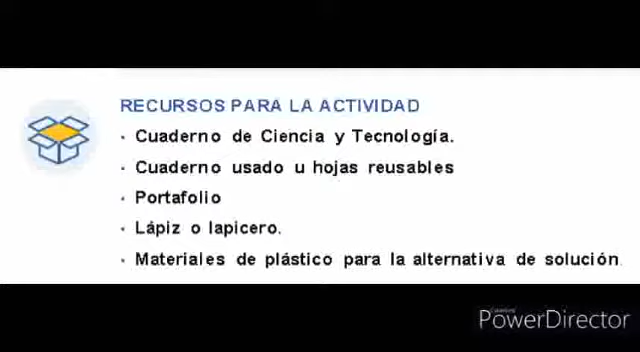 RECURSOS PARA LA ACTIVIDAD
• Cuaderno de Ciencia y Tecnología.
• Cuaderno usado u hojas reusables
• Portafolio
• Lápiz o lapicero.
• Materiales de plástico para la alternativa de solución.
PowerDirector